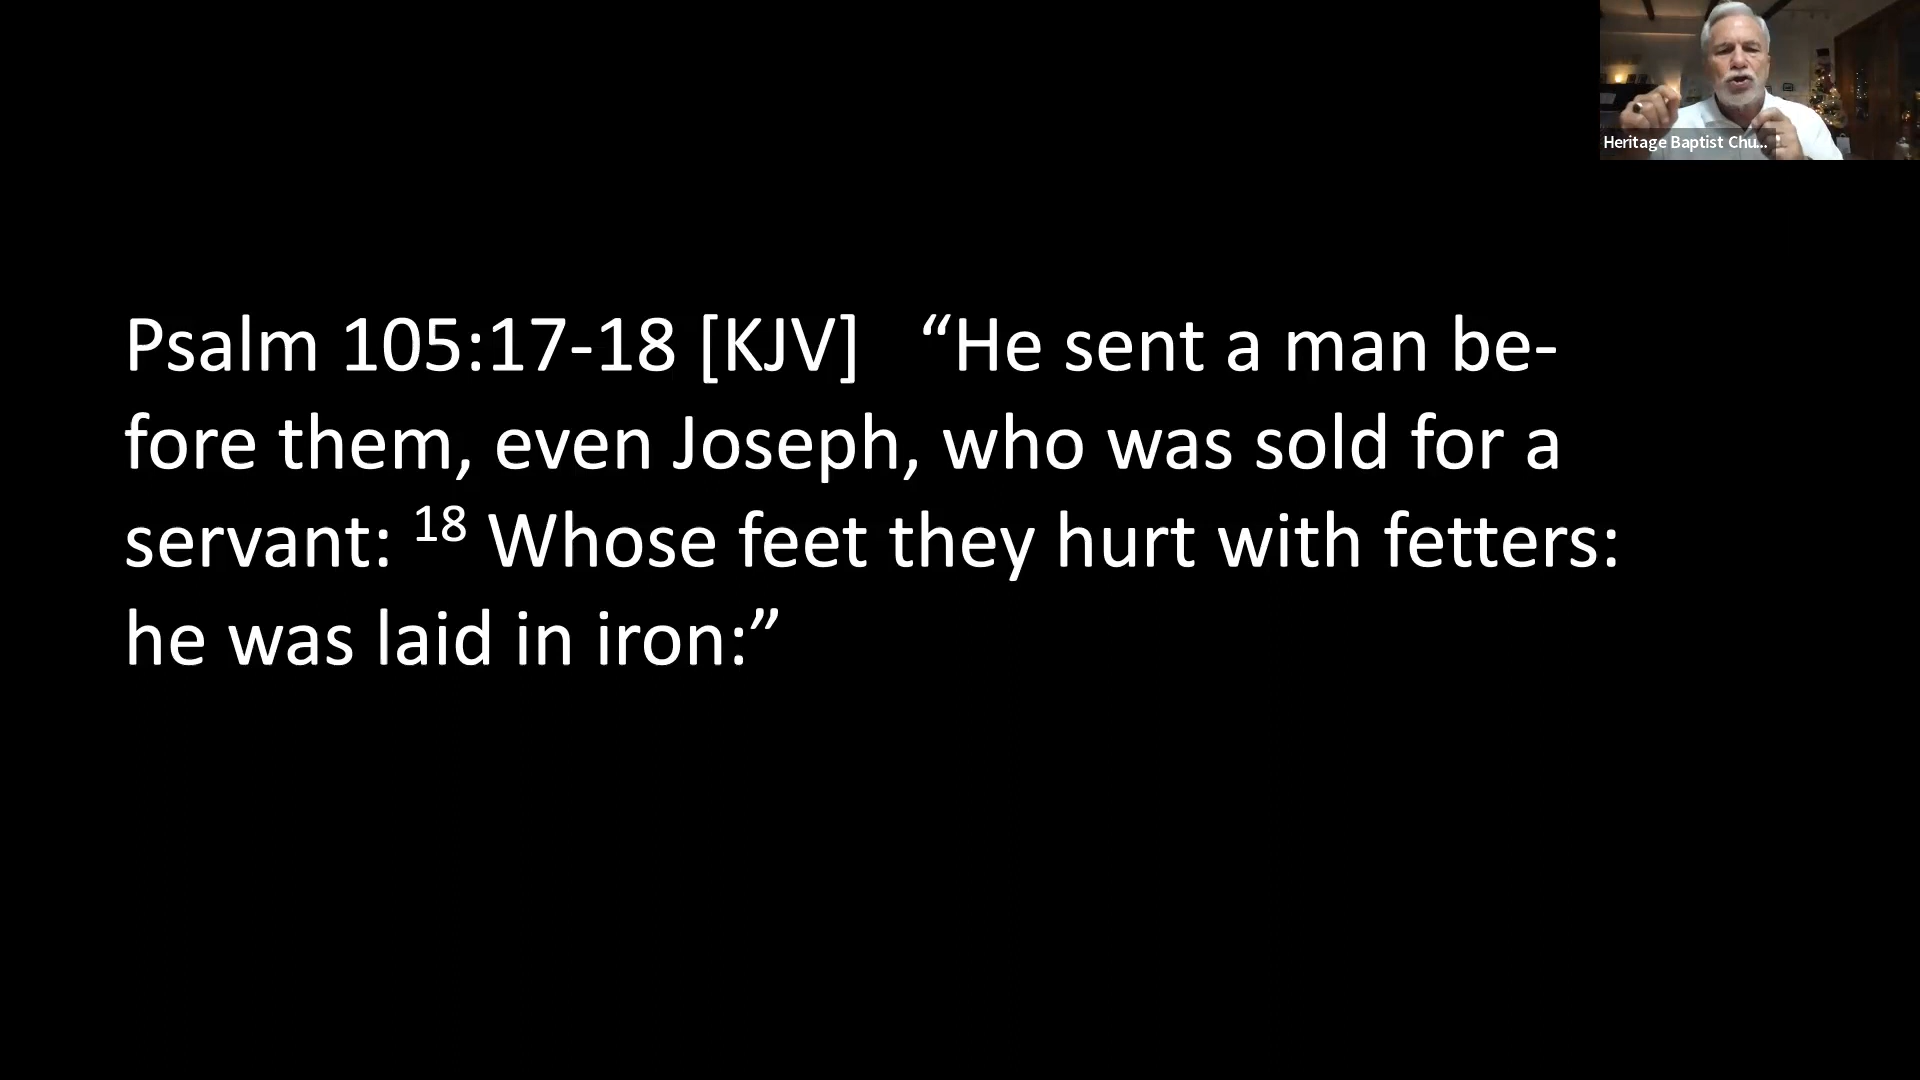 Heritage Baptist Chu...
Psalm 105:17-18 [KJV]   “He sent a man be-
fore them, even Joseph, who was sold for a
servant: 18 Whose feet they hurt with fetters:
he was laid in iron:”